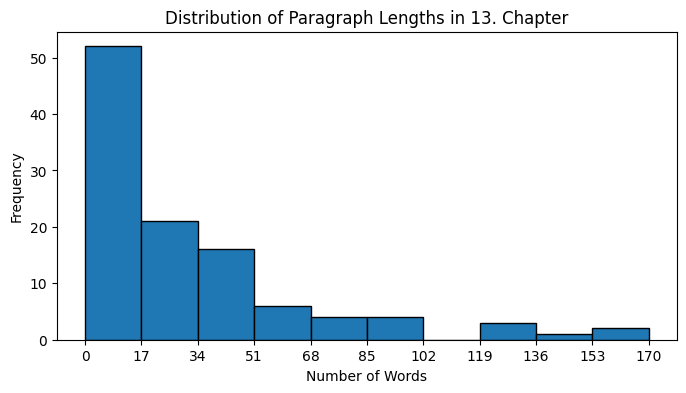 Distribution of Paragraph Lengths in 13. Chapter
Frequency
50
40
30
20
10
0
0 17 34 51 68 85 102 119 136 153 170
Number of Words